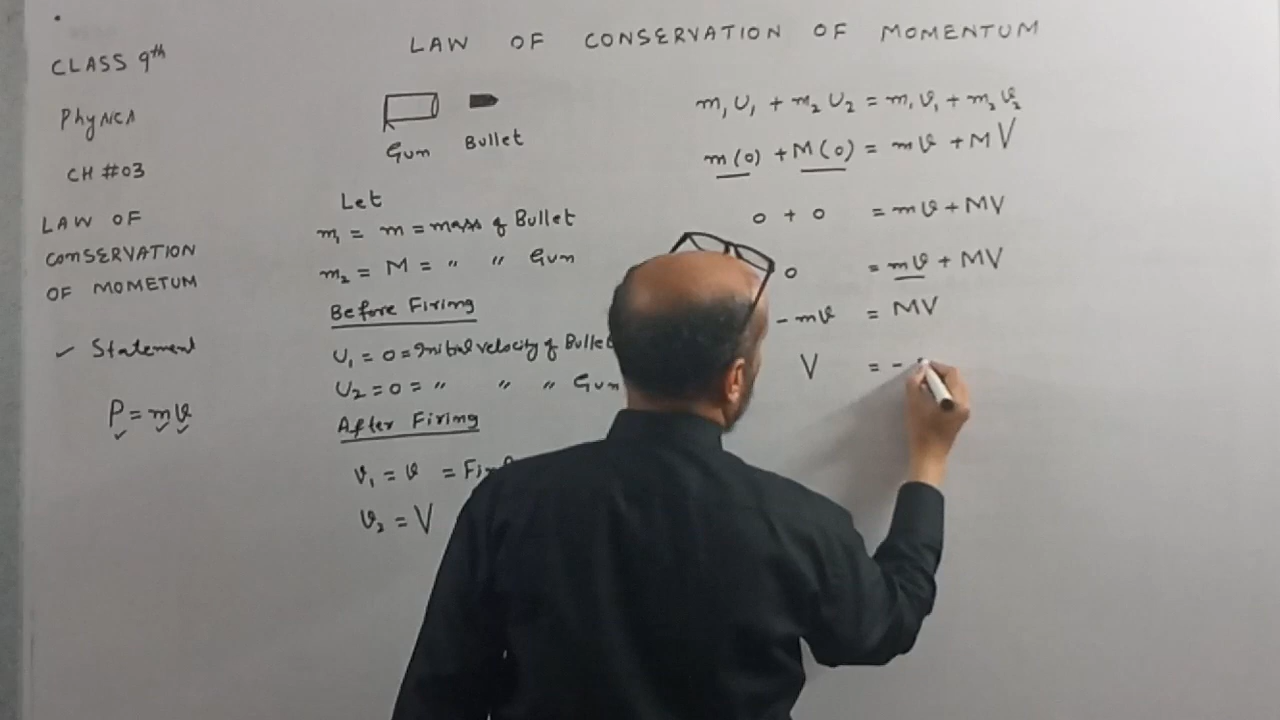 LAW OF CONSERVATION OF MOMENTUM
CLASS 9th
Physics
CH #03
LAW OF
CONSERVATION
OF MOMETUM
✓ Statement
P = mv
Gun
Bullet
Let
m₁ = m = mass of Bullet
m₂ = M = " " Gun
Before Firing
U₁ = 0 = Initial velocity of Bullet
U₂ = 0 = " " " Gun
After Firing
v₁ = v =
v₂ = V
m₁U₁ + m₂U₂ = m₁v₁ + m₂v₂
m(0) + M(0) = mv + MV
0 + 0 = mv + MV
0 = mv + MV
- mv = MV
V = -